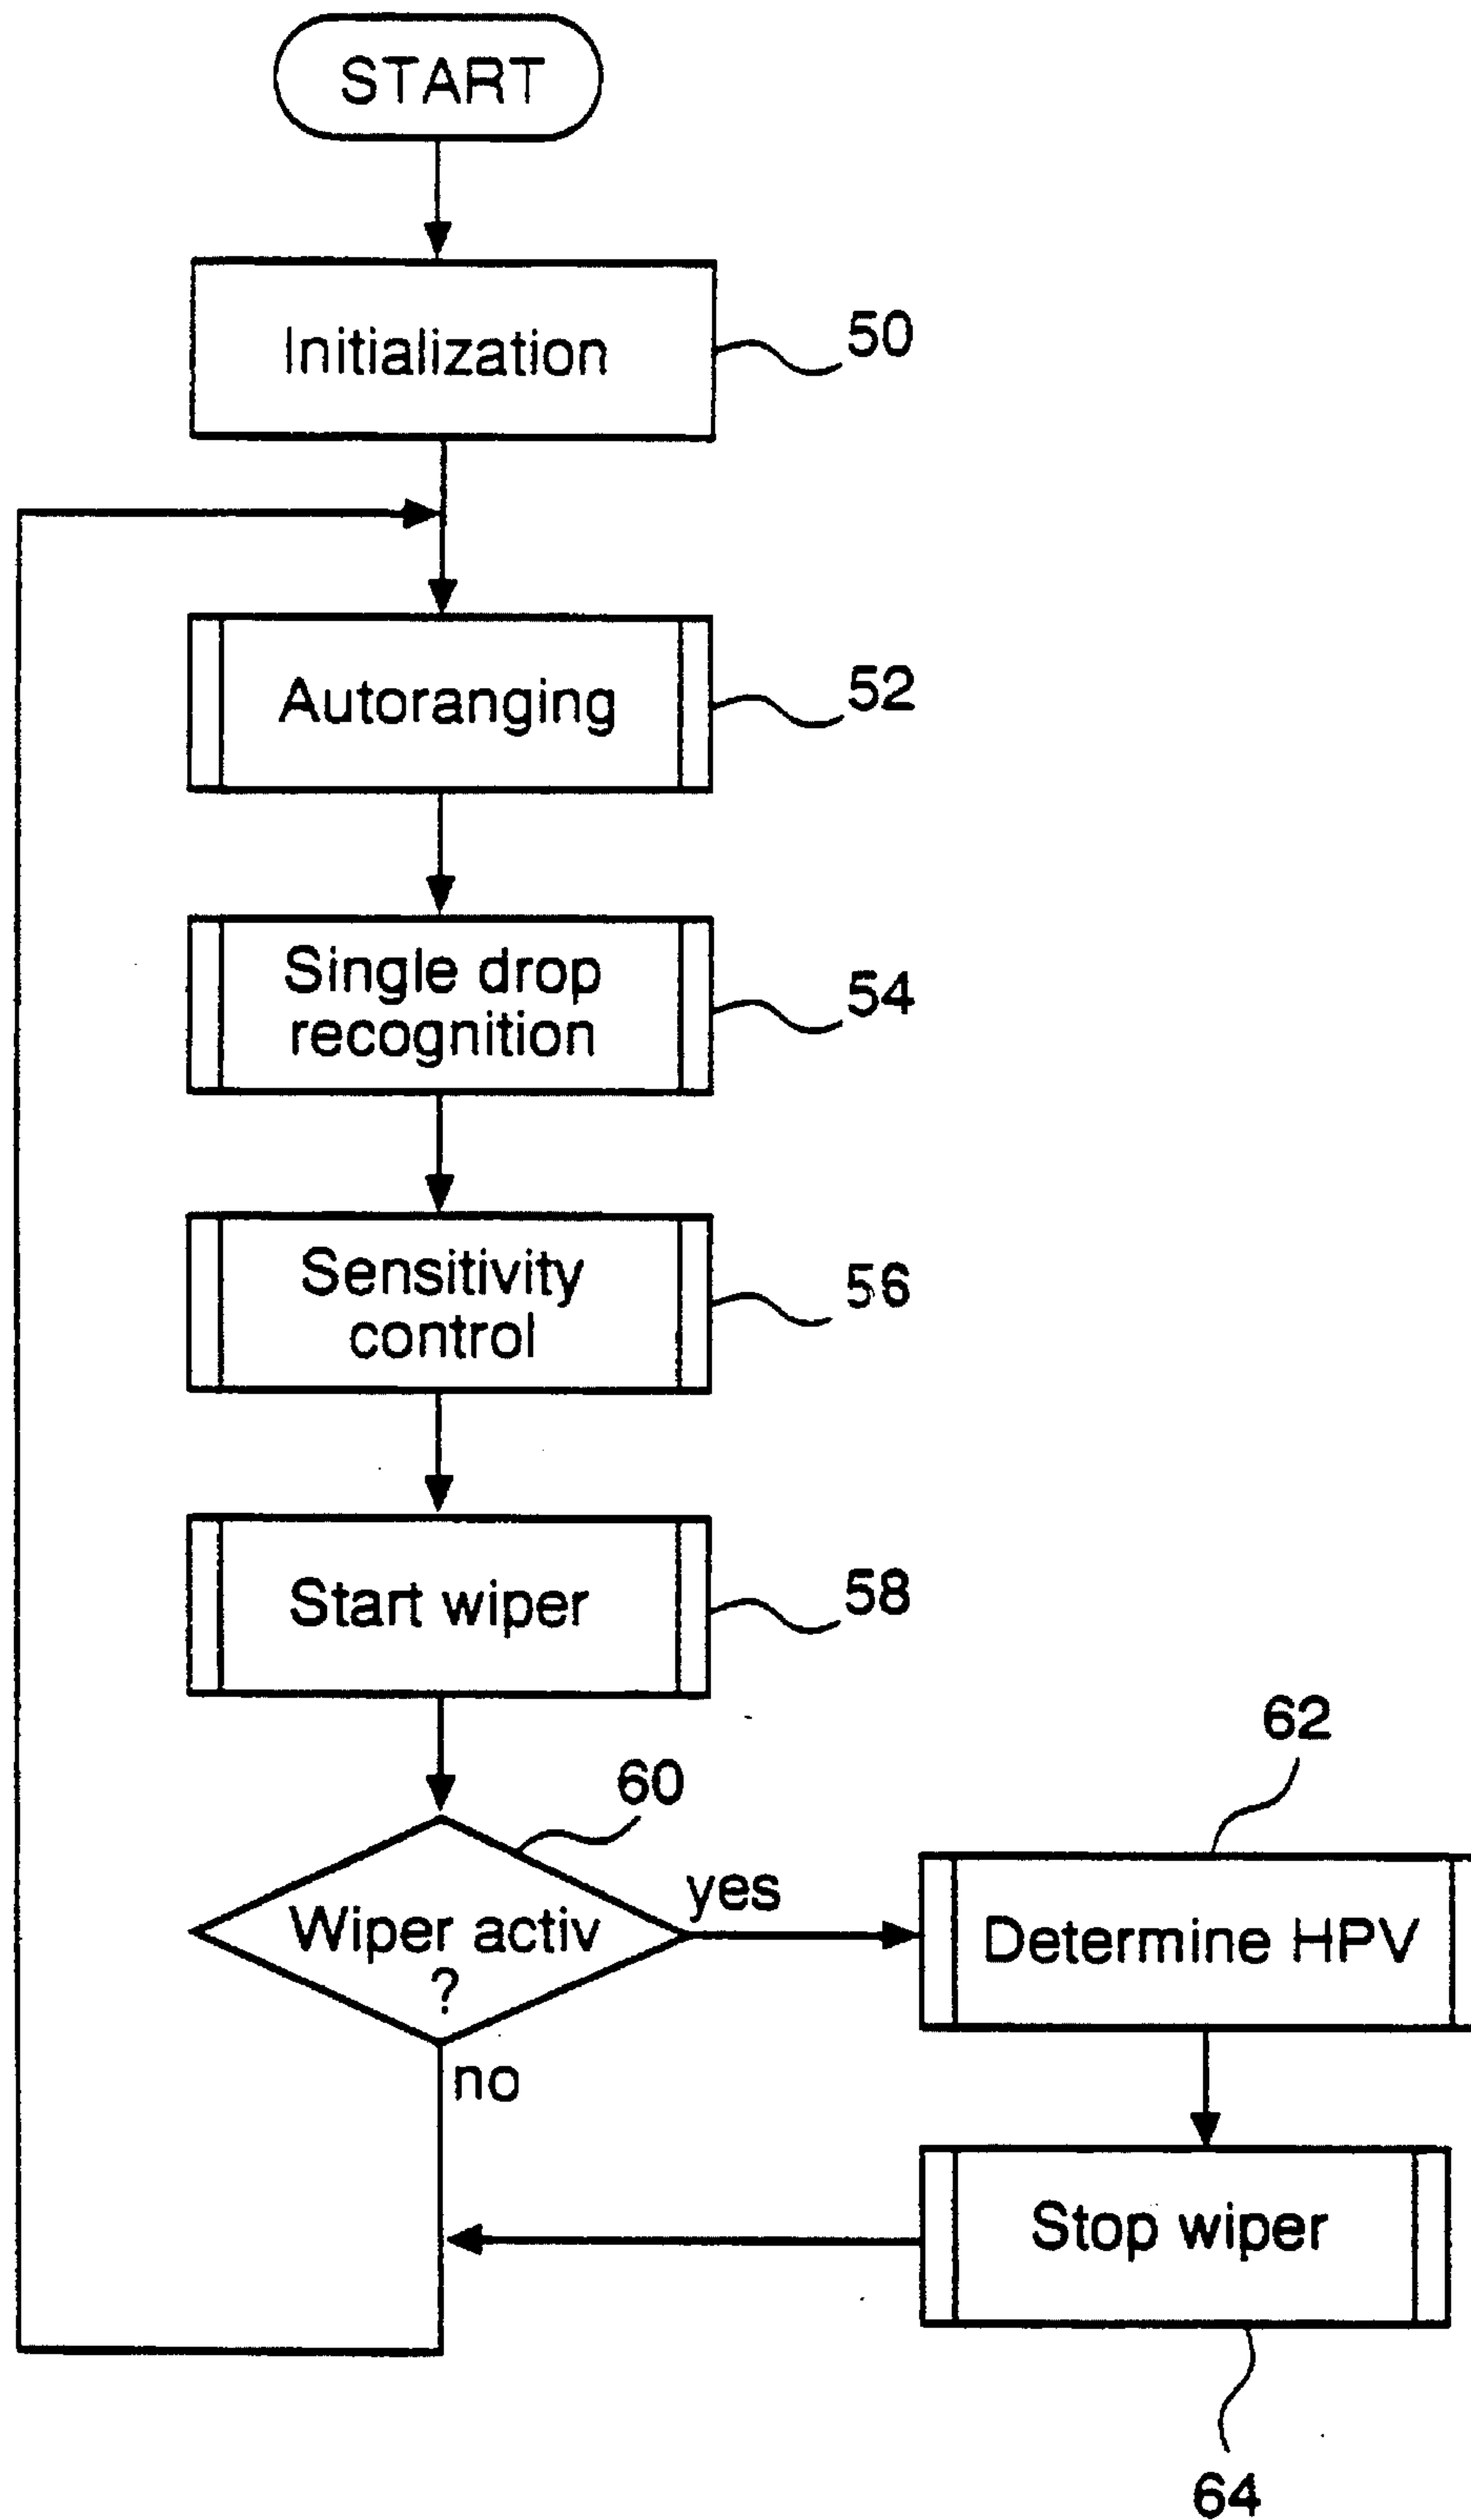 START
Initialization
50
Autoranging
52
Single drop
recognition
54
Sensitivity
control
56
Start wiper
58
60
62
Wiper activ
?
yes
Determine HPV
no
Stop wiper
64